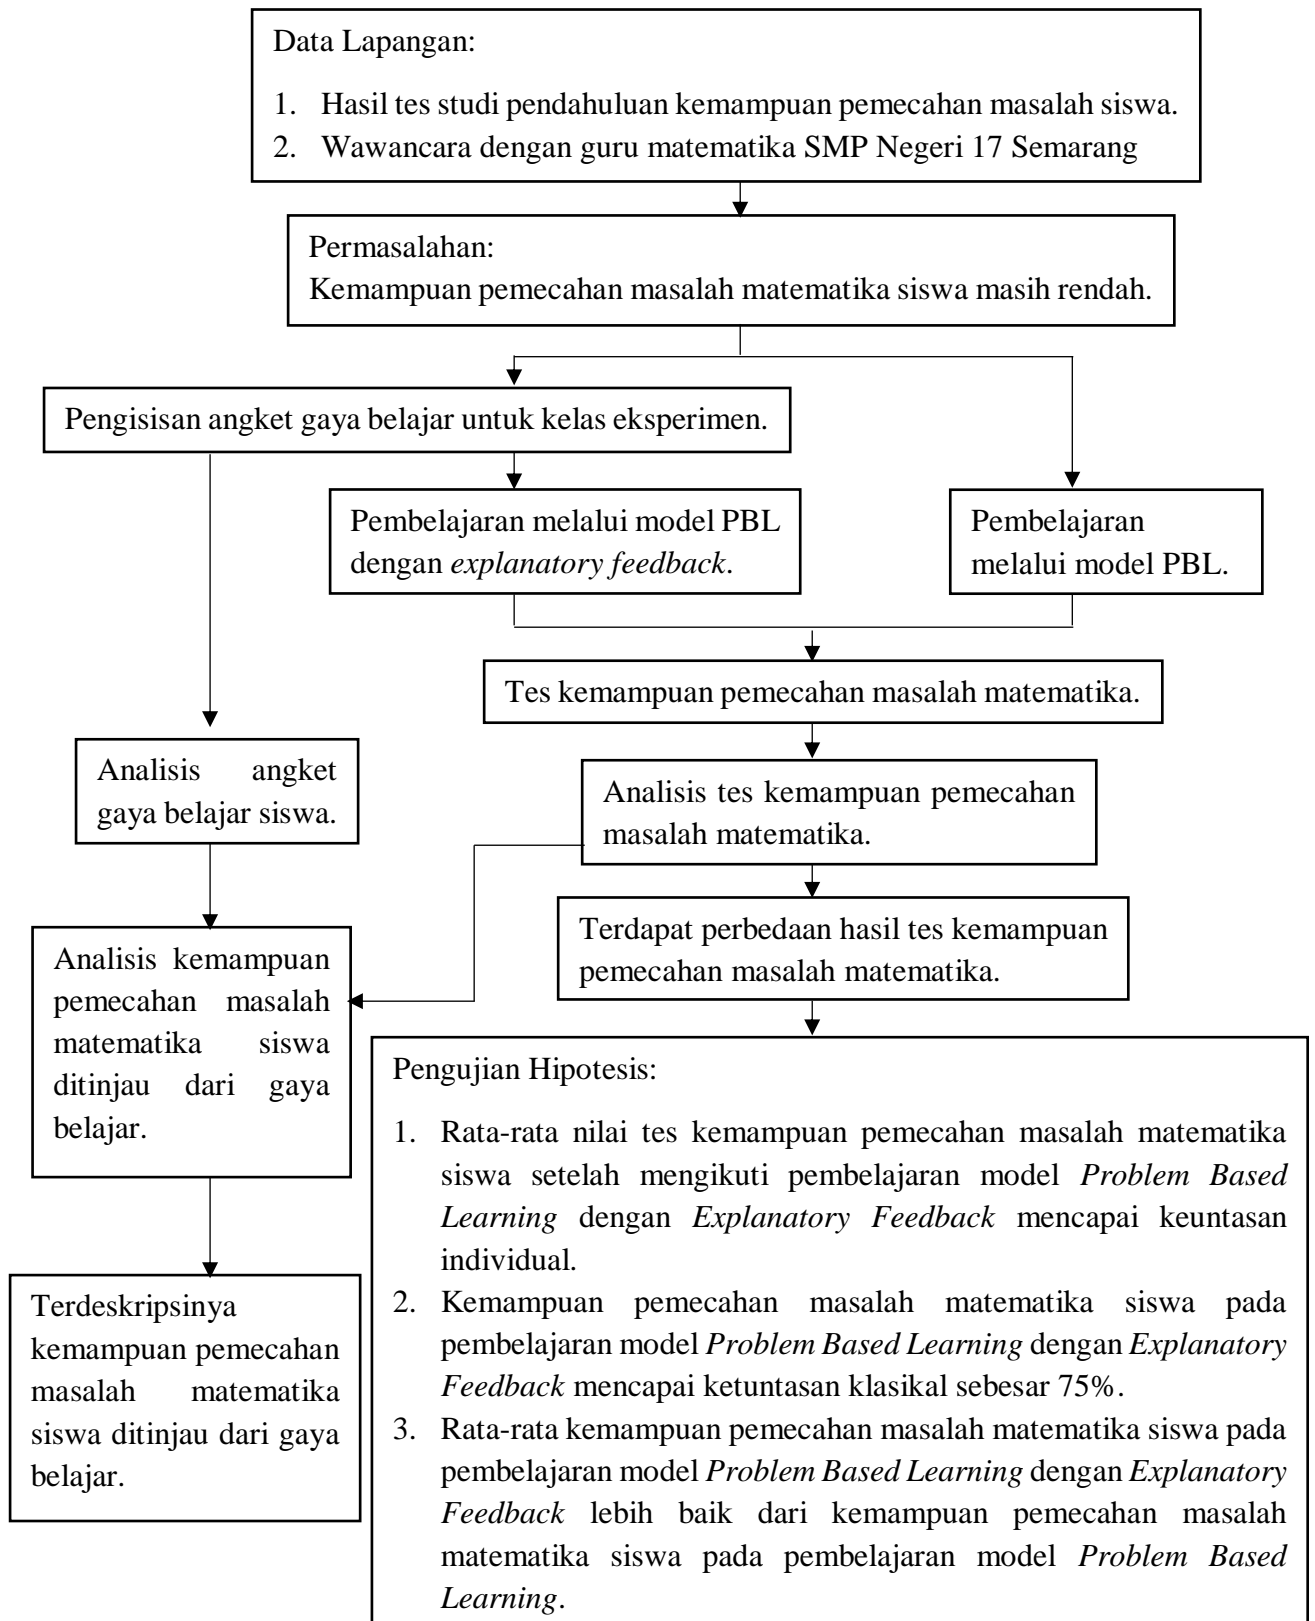 Data Lapangan:
1. Hasil tes studi pendahuluan kemampuan pemecahan masalah siswa.
2. Wawancara dengan guru matematika SMP Negeri 17 Semarang
Permasalahan:
Kemampuan pemecahan masalah matematika siswa masih rendah.
Pengisisan angket gaya belajar untuk kelas eksperimen.
Pembelajaran melalui model PBL
dengan explanatory feedback.
Pembelajaran
melalui model PBL.
Tes kemampuan pemecahan masalah matematika.
Analisis angket
gaya belajar siswa.
Analisis tes kemampuan pemecahan
masalah matematika.
Terdapat perbedaan hasil tes kemampuan
pemecahan masalah matematika.
Analisis kemampuan
pemecahan masalah
matematika siswa
ditinjau dari gaya
belajar.
Terdeskripsinya
kemampuan pemecahan
masalah matematika
siswa ditinjau dari gaya
belajar.
Pengujian Hipotesis:
1. Rata-rata nilai tes kemampuan pemecahan masalah matematika
siswa setelah mengikuti pembelajaran model Problem Based
Learning dengan Explanatory Feedback mencapai keuntasan
individual.
2. Kemampuan pemecahan masalah matematika siswa pada
pembelajaran model Problem Based Learning dengan Explanatory
Feedback mencapai ketuntasan klasikal sebesar 75%.
3. Rata-rata kemampuan pemecahan masalah matematika siswa pada
pembelajaran model Problem Based Learning dengan Explanatory
Feedback lebih baik dari kemampuan pemecahan masalah
matematika siswa pada pembelajaran model Problem Based
Learning.